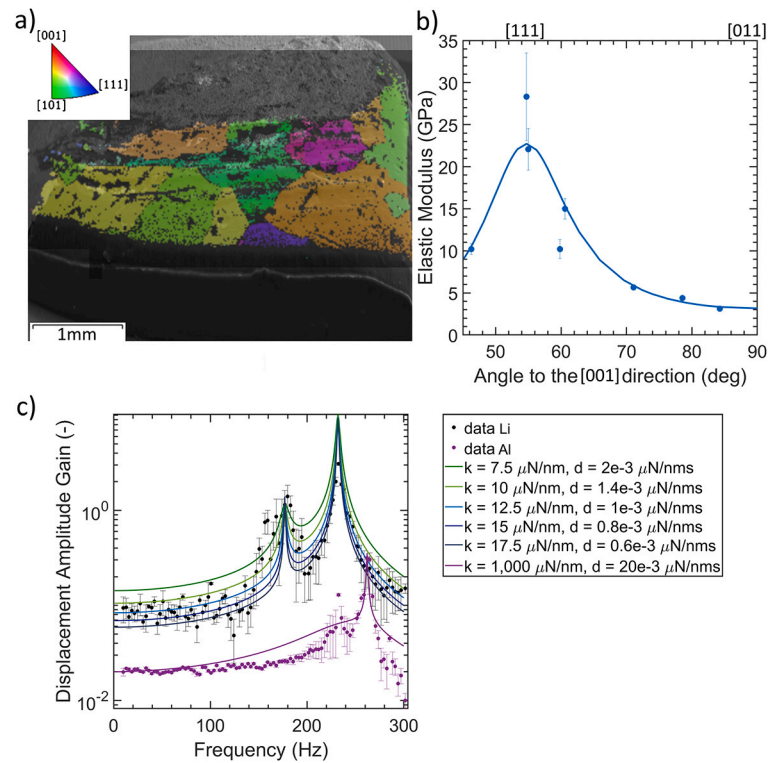 a)
[001]
[111]
[101]
1mm
b)
[111]
[011]
35
30
25
20
15
10
5
0
Elastic Modulus (GPa)
50
60
70
80
90
Angle to the [001] direction (deg)
c)
10^0
10^-2
Displacement Amplitude Gain (-)
0
100
200
300
Frequency (Hz)
data Li
data Al
k = 7.5 μN/nm, d = 2e-3 μN/nms
k = 10 μN/nm, d = 1.4e-3 μN/nms
k = 12.5 μN/nm, d = 1e-3 μN/nms
k = 15 μN/nm, d = 0.8e-3 μN/nms
k = 17.5 μN/nm, d = 0.6e-3 μN/nms
k = 1,000 μN/nm, d = 20e-3 μN/nms